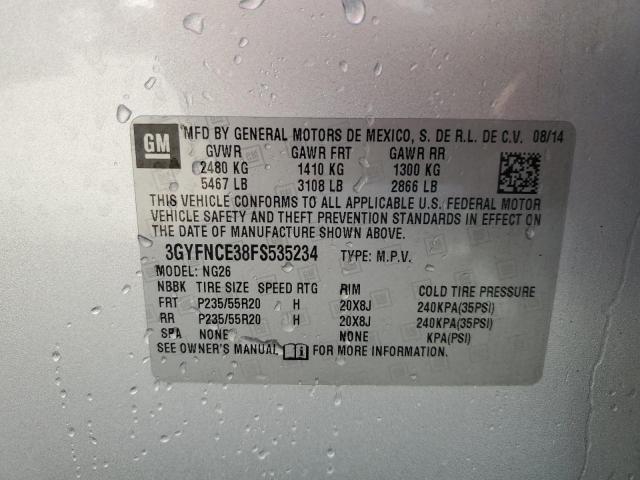 GM MFD BY GENERAL MOTORS DE MEXICO, S. DE R.L. DE C.V. 08/14
GVWR GAWR FRT GAWR RR
2480 KG 1410 KG 1300 KG
5467 LB 3108 LB 2866 LB
THIS VEHICLE CONFORMS TO ALL APPLICABLE U.S. FEDERAL MOTOR
VEHICLE SAFETY AND THEFT PREVENTION STANDARDS IN EFFECT ON
THE DATE OF MANUFACTURE SHOWN ABOVE.
3GYFNCE38FS535234 TYPE: M.P.V.
MODEL: NG26
NBBK TIRE SIZE SPEED RTG RIM COLD TIRE PRESSURE
FRT P235/55R20 H 20X8J 240KPA(35PSI)
RR P235/55R20 H 20X8J 240KPA(35PSI)
SPA NONE NONE KPA(PSI)
SEE OWNER'S MANUAL FOR MORE INFORMATION.